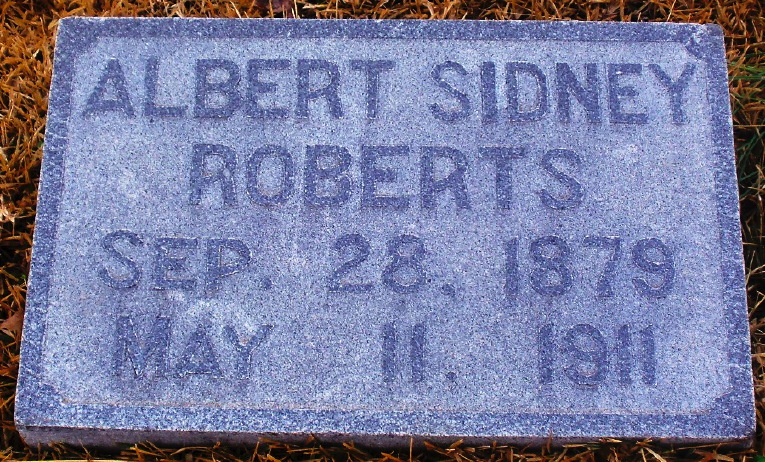 ALBERT SIDNEY
ROBERTS
SEP. 28, 1879
MAY 11, 1911